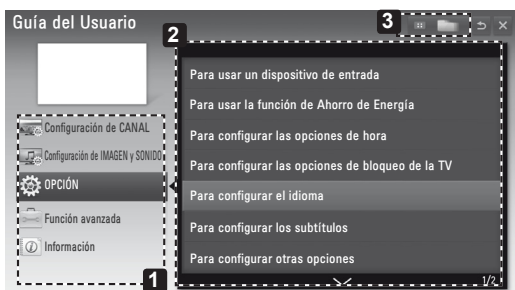 Guía del Usuario
3
2
Para usar un dispositivo de entrada
Para usar la función de Ahorro de Energía
Para configurar las opciones de hora
Para configurar las opciones de bloqueo de la TV
Para configurar el idioma
Para configurar los subtítulos
Para configurar otras opciones
1/2
Configuración de CANAL
Configuración de IMAGEN y SONIDO
OPCIÓN
Función avanzada
Información
1